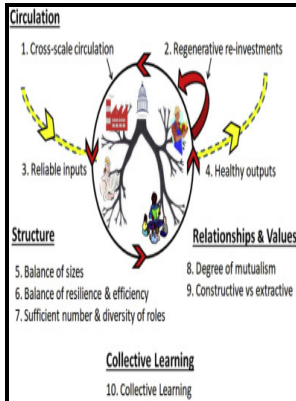 Circulation
1. Cross-scale circulation
2. Regenerative re-investments
3. Reliable inputs
4. Healthy outputs
Structure
5. Balance of sizes
6. Balance of resilience & efficiency
7. Sufficient number & diversity of roles
Relationships & Values
8. Degree of mutualism
9. Constructive vs extractive
Collective Learning
10. Collective Learning